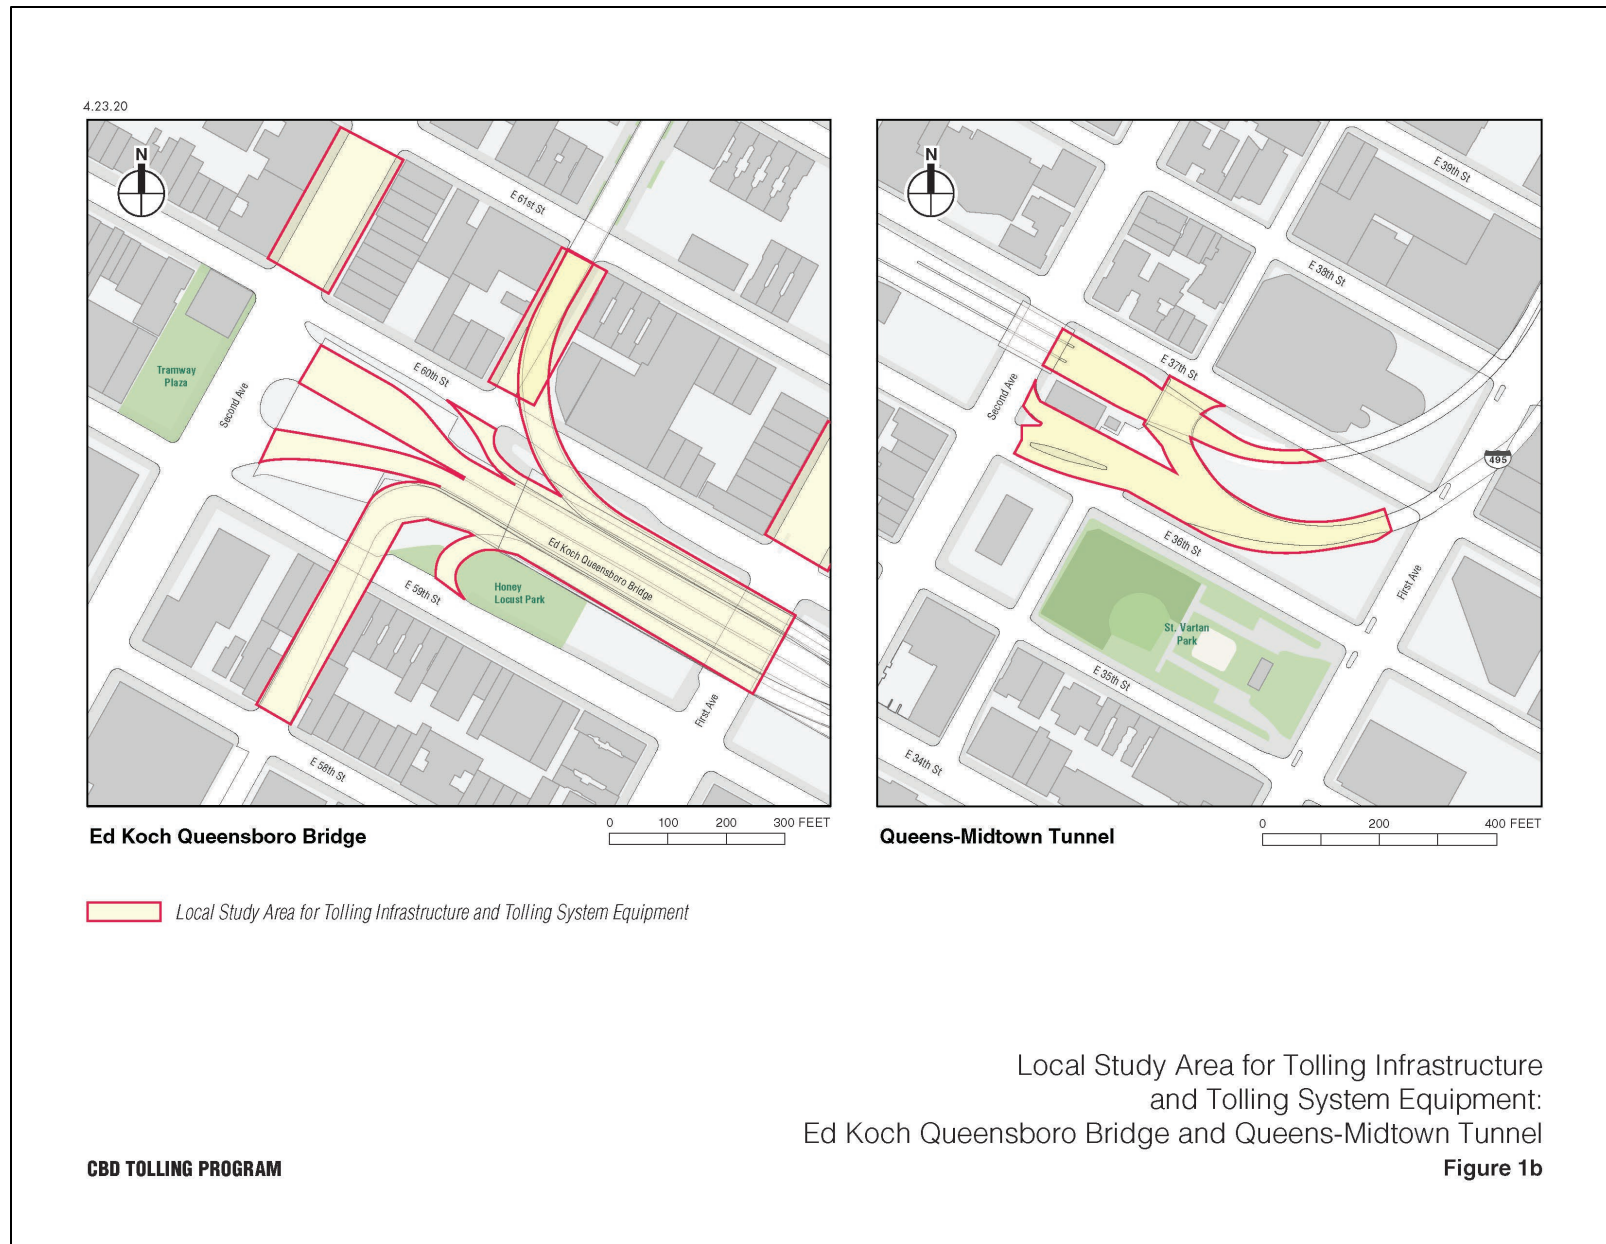 4.23.20
N
E 61st St
Tramway
Plaza
Second Ave
E 60th St
Ed Koch Queensboro Bridge
Honey
Locust Park
E 59th St
First Ave
E 58th St
Ed Koch Queensboro Bridge
0 100 200 300 FEET
N
E 39th St
E 38th St
E 37th St
Second Ave
495
E 36th St
First Ave
St. Vartan
Park
E 35th St
E 34th St
Queens-Midtown Tunnel
0 200 400 FEET
Local Study Area for Tolling Infrastructure and Tolling System Equipment
Local Study Area for Tolling Infrastructure
and Tolling System Equipment:
Ed Koch Queensboro Bridge and Queens-Midtown Tunnel
CBD TOLLING PROGRAM
Figure 1b